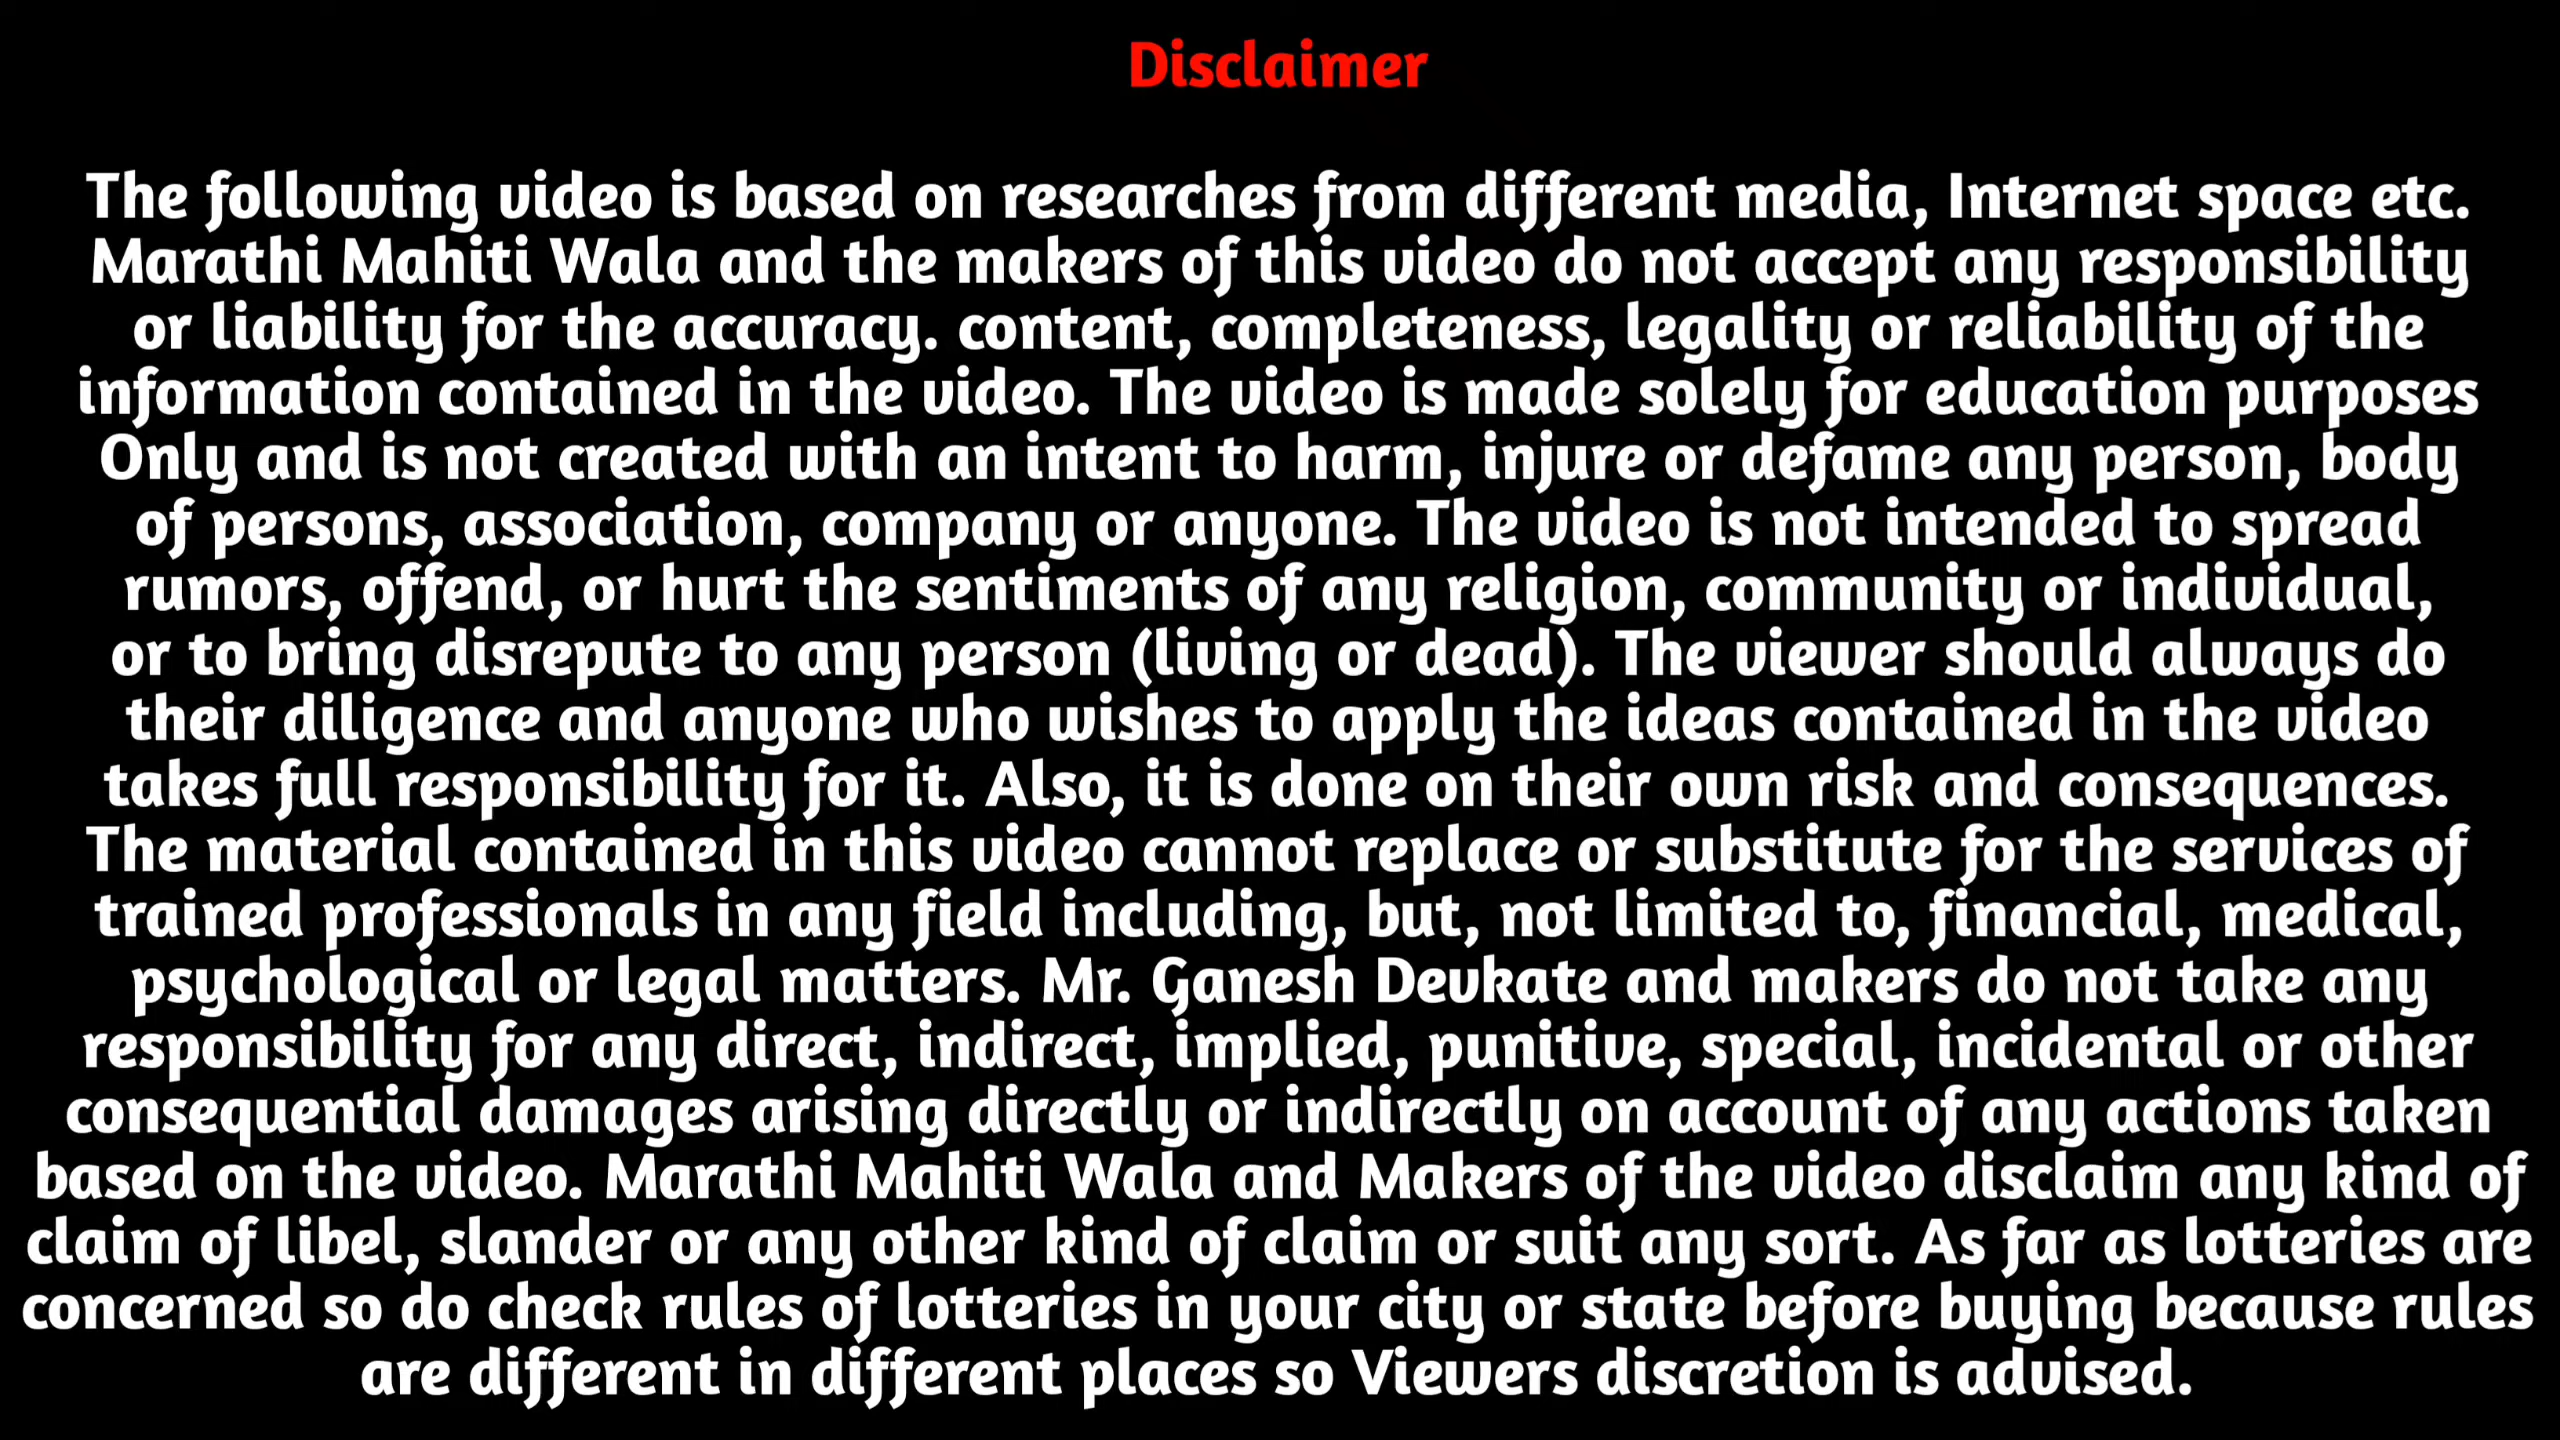 Disclaimer
The following video is based on researches from different media, Internet space etc.
Marathi Mahiti Wala and the makers of this video do not accept any responsibility
or liability for the accuracy. content, completeness, legality or reliability of the
information contained in the video. The video is made solely for education purposes
Only and is not created with an intent to harm, injure or defame any person, body
of persons, association, company or anyone. The video is not intended to spread
rumors, offend, or hurt the sentiments of any religion, community or individual,
or to bring disrepute to any person (living or dead). The viewer should always do
their diligence and anyone who wishes to apply the ideas contained in the video
takes full responsibility for it. Also, it is done on their own risk and consequences.
The material contained in this video cannot replace or substitute for the services of
trained professionals in any field including, but, not limited to, financial, medical,
psychological or legal matters. Mr. Ganesh Devkate and makers do not take any
responsibility for any direct, indirect, implied, punitive, special, incidental or other
consequential damages arising directly or indirectly on account of any actions taken
based on the video. Marathi Mahiti Wala and Makers of the video disclaim any kind of
claim of libel, slander or any other kind of claim or suit any sort. As far as lotteries are
concerned so do check rules of lotteries in your city or state before buying because rules
are different in different places so Viewers discretion is advised.